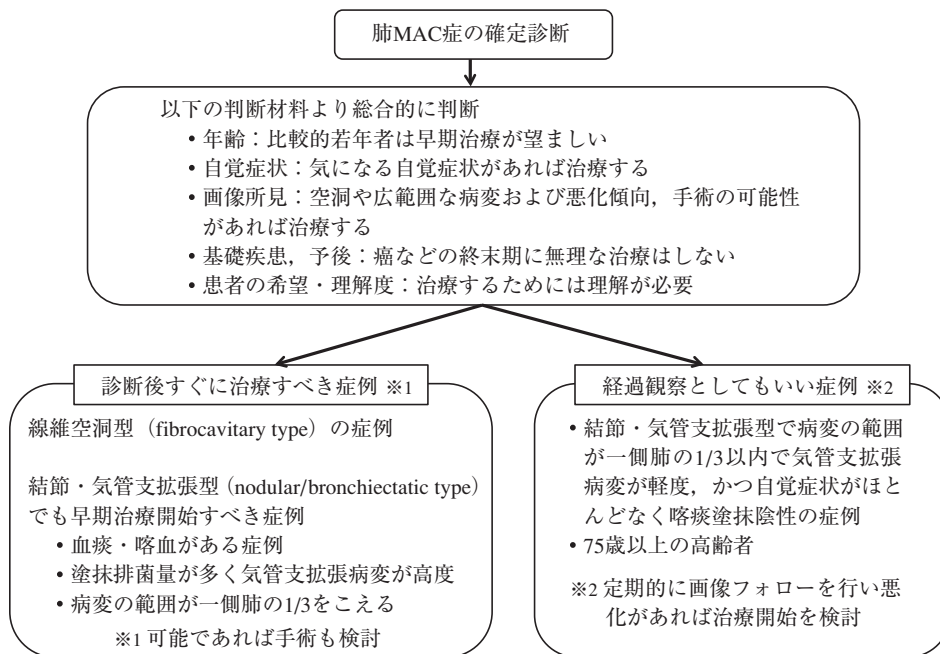 肺MAC症の確定診断
以下の判断材料より総合的に判断
• 年齢：比較的若年者は早期治療が望ましい
• 自覚症状：気になる自覚症状があれば治療する
• 画像所見：空洞や広範囲な病変および悪化傾向，手術の可能性
があれば治療する
• 基礎疾患，予後：癌などの終末期に無理な治療はしない
• 患者の希望・理解度：治療するためには理解が必要
診断後すぐに治療すべき症例 ※1
線維空洞型（fibrocavitary type）の症例
結節・気管支拡張型（nodular/bronchiectatic type）
でも早期治療開始すべき症例
• 血痰・喀血がある症例
• 塗抹排菌量が多く気管支拡張病変が高度
• 病変の範囲が一側肺の1/3をこえる
※1 可能であれば手術も検討
経過観察としてもいい症例 ※2
• 結節・気管支拡張型で病変の範囲
が一側肺の1/3以内で気管支拡張
病変が軽度，かつ自覚症状がほと
んどなく喀痰塗抹陰性の症例
• 75歳以上の高齢者
※2 定期的に画像フォローを行い悪
化があれば治療開始を検討